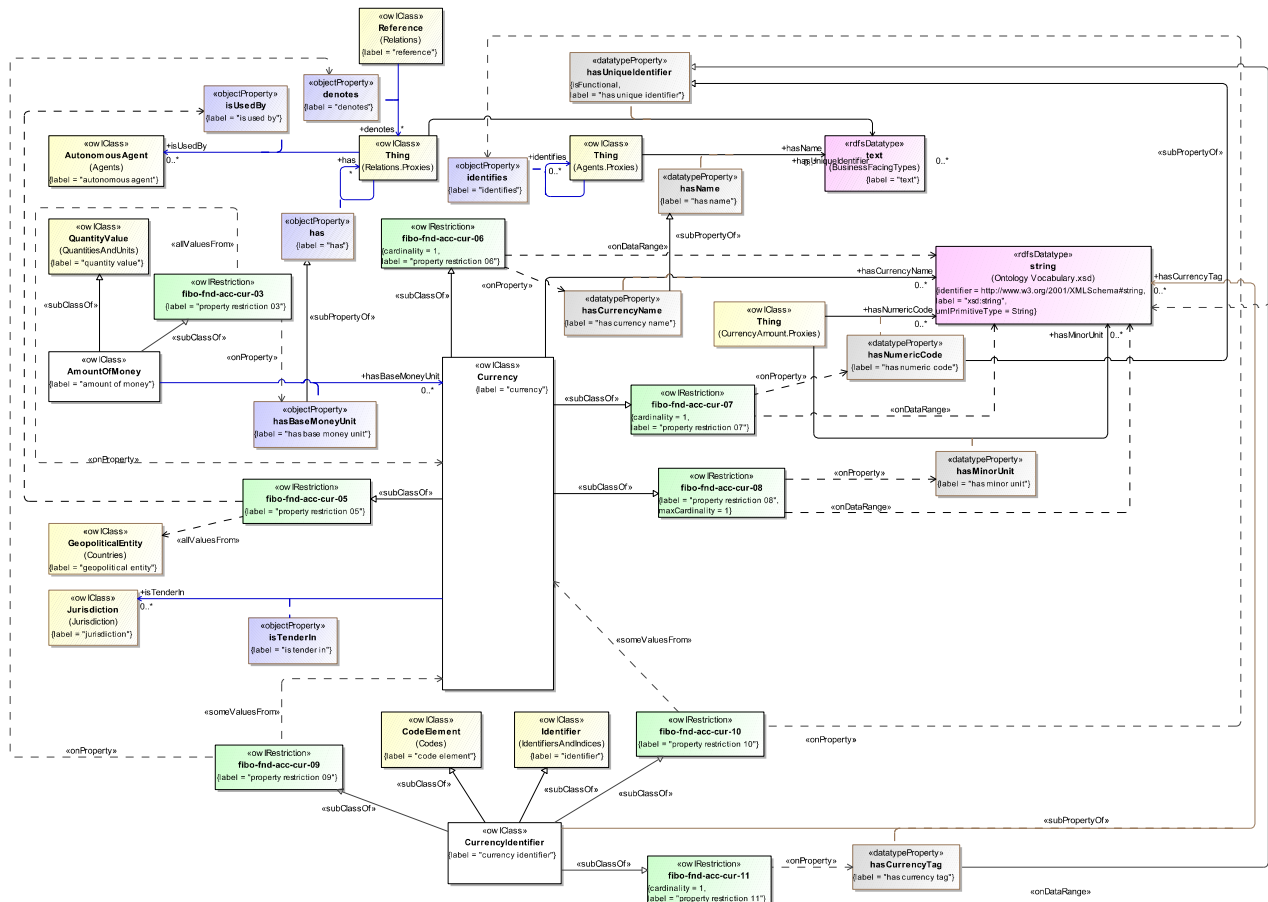 «owlClass»
Reference
(Relations)
{label = "reference"}
«datatypeProperty»
hasUniqueIdentifier
{isFunctional,
label = "has unique identifier"}
«objectProperty»
denotes
{label = "denotes"}
«objectProperty»
isUsedBy
{label = "is used by"}
+denotes
*
+isUsedBy
0..*
«owlClass»
AutonomousAgent
(Agents)
{label = "autonomous agent"}
+has
*
«owlClass»
Thing
(Relations.Proxies)
«objectProperty»
identifies
{label = "identifies"}
+identifies
0..*
«owlClass»
Thing
(Agents.Proxies)
+hasName
+hasUniqueIdentifier
«rdfsDatatype»
text
(BusinessFacingTypes)
{label = "text"}
0..*
«subPropertyOf»
«datatypeProperty»
hasName
{label = "has name"}
«objectProperty»
has
{label = "has"}
«owlClass»
QuantityValue
(QuantitiesAndUnits)
{label = "quantity value"}
«allValuesFrom»
«owlRestriction»
fibo-fnd-acc-cur-06
{cardinality = 1,
label = "property restriction 06"}
«subPropertyOf»
«onDataRange»
«rdfsDatatype»
string
(Ontology Vocabulary.xsd)
{identifier = http://www.w3.org/2001/XMLSchema#string,
label = "xsd:string",
umlPrimitiveType = String}
+hasCurrencyName
0..*
+hasCurrencyTag
0..*
«owlRestriction»
fibo-fnd-acc-cur-03
{label = "property restriction 03"}
«subClassOf»
«subClassOf»
«onProperty»
«datatypeProperty»
hasCurrencyName
{label = "has currency name"}
«owlClass»
Thing
(CurrencyAmount.Proxies)
+hasNumericCode
0..*
+hasMinorUnit
0..*
«subPropertyOf»
«subClassOf»
«onProperty»
«datatypeProperty»
hasNumericCode
{label = "has numeric code"}
«owlClass»
AmountOfMoney
{label = "amount of money"}
+hasBaseMoneyUnit
0..*
«owlClass»
Currency
{label = "currency"}
«subClassOf»
«owlRestriction»
fibo-fnd-acc-cur-07
{cardinality = 1,
label = "property restriction 07"}
«onProperty»
«onDataRange»
«objectProperty»
hasBaseMoneyUnit
{label = "has base money unit"}
«onProperty»
«owlRestriction»
fibo-fnd-acc-cur-08
{label = "property restriction 08",
maxCardinality = 1}
«subClassOf»
«onProperty»
«onDataRange»
«datatypeProperty»
hasMinorUnit
{label = "has minor unit"}
«owlRestriction»
fibo-fnd-acc-cur-05
{label = "property restriction 05"}
«subClassOf»
«allValuesFrom»
«owlClass»
GeopoliticalEntity
(Countries)
{label = "geopolitical entity"}
«owlClass»
Jurisdiction
(Jurisdiction)
{label = "jurisdiction"}
+isTenderIn
0..*
«objectProperty»
isTenderIn
{label = "is tender in"}
«someValuesFrom»
«someValuesFrom»
«owlClass»
CodeElement
(Codes)
{label = "code element"}
«owlClass»
Identifier
(IdentifiersAndIndices)
{label = "identifier"}
«owlRestriction»
fibo-fnd-acc-cur-10
{label = "property restriction 10"}
«onProperty»
«onProperty»
«owlRestriction»
fibo-fnd-acc-cur-09
{label = "property restriction 09"}
«subClassOf»
«subClassOf»
«subClassOf»
«subClassOf»
«owlClass»
CurrencyIdentifier
{label = "currency identifier"}
«subPropertyOf»
«subClassOf»
«owlRestriction»
fibo-fnd-acc-cur-11
{cardinality = 1,
label = "property restriction 11"}
«onProperty»
«datatypeProperty»
hasCurrencyTag
{label = "has currency tag"}
«onDataRange»